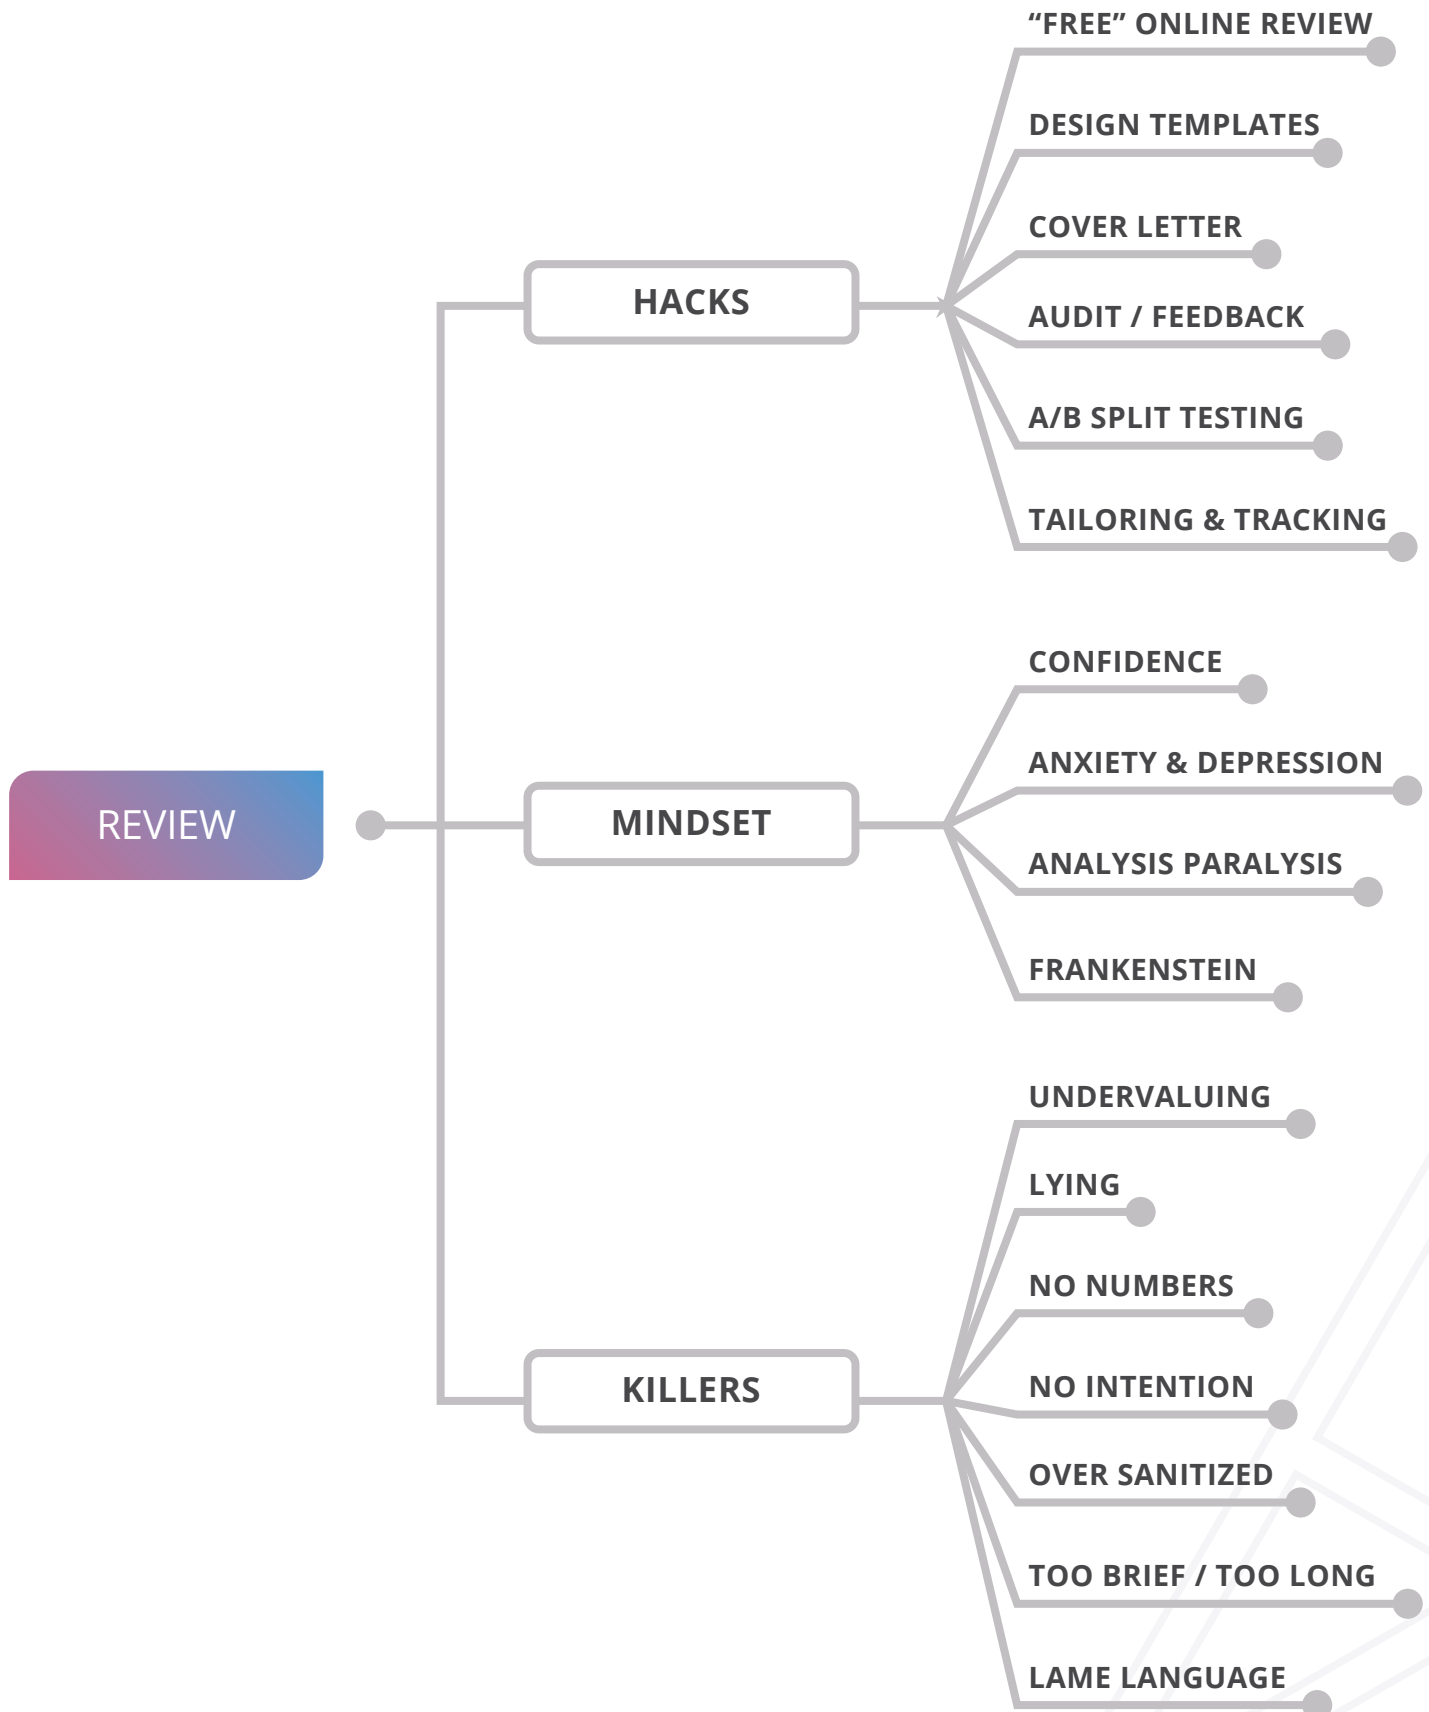 “FREE” ONLINE REVIEW
DESIGN TEMPLATES
COVER LETTER
HACKS
AUDIT / FEEDBACK
A/B SPLIT TESTING
TAILORING & TRACKING
CONFIDENCE
ANXIETY & DEPRESSION
REVIEW
MINDSET
ANALYSIS PARALYSIS
FRANKENSTEIN
UNDERVALUING
LYING
NO NUMBERS
KILLERS
NO INTENTION
OVER SANITIZED
TOO BRIEF / TOO LONG
LAME LANGUAGE